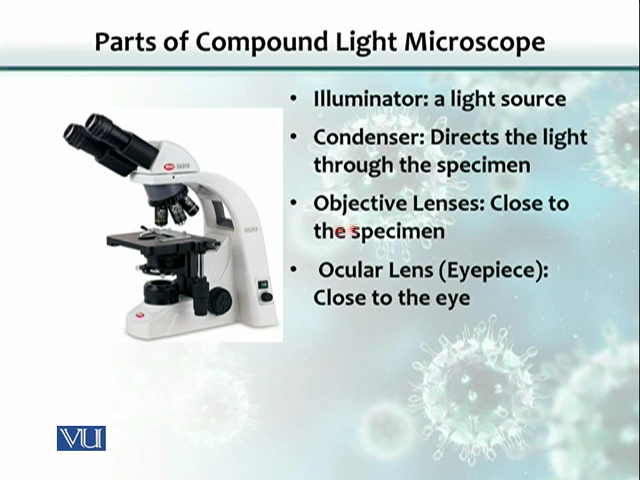 Parts of Compound Light Microscope
• Illuminator: a light source
• Condenser: Directs the light
through the specimen
• Objective Lenses: Close to
the specimen
• Ocular Lens (Eyepiece):
Close to the eye
VU